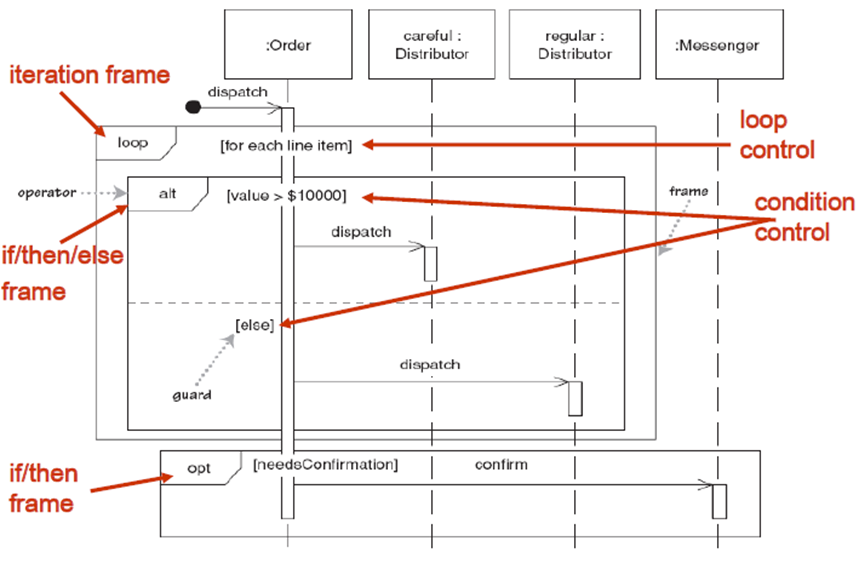 :Order
careful :
Distributor
regular :
Distributor
:Messenger
iteration frame
dispatch
loop
[for each line item]
loop
control
operator
alt
[value > $10000]
frame
condition
control
if/then/else
frame
dispatch
[else]
guard
dispatch
if/then
frame
opt
[needsConfirmation]
confirm